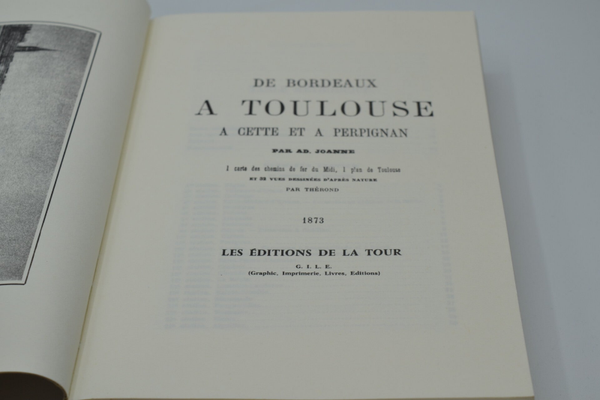 DE BORDEAUX
A TOULOUSE
A CETTE ET A PERPIGNAN
PAR AD. JOANNE
1 carte des chemins de fer du Midi, 1 plan de Toulouse
ET 32 VUES DESSINÉES D'APRÈS NATURE
PAR THÉROND
1873
LES ÉDITIONS DE LA TOUR
G. I. L. E.
(Graphic, Imprimerie, Livres, Editions)